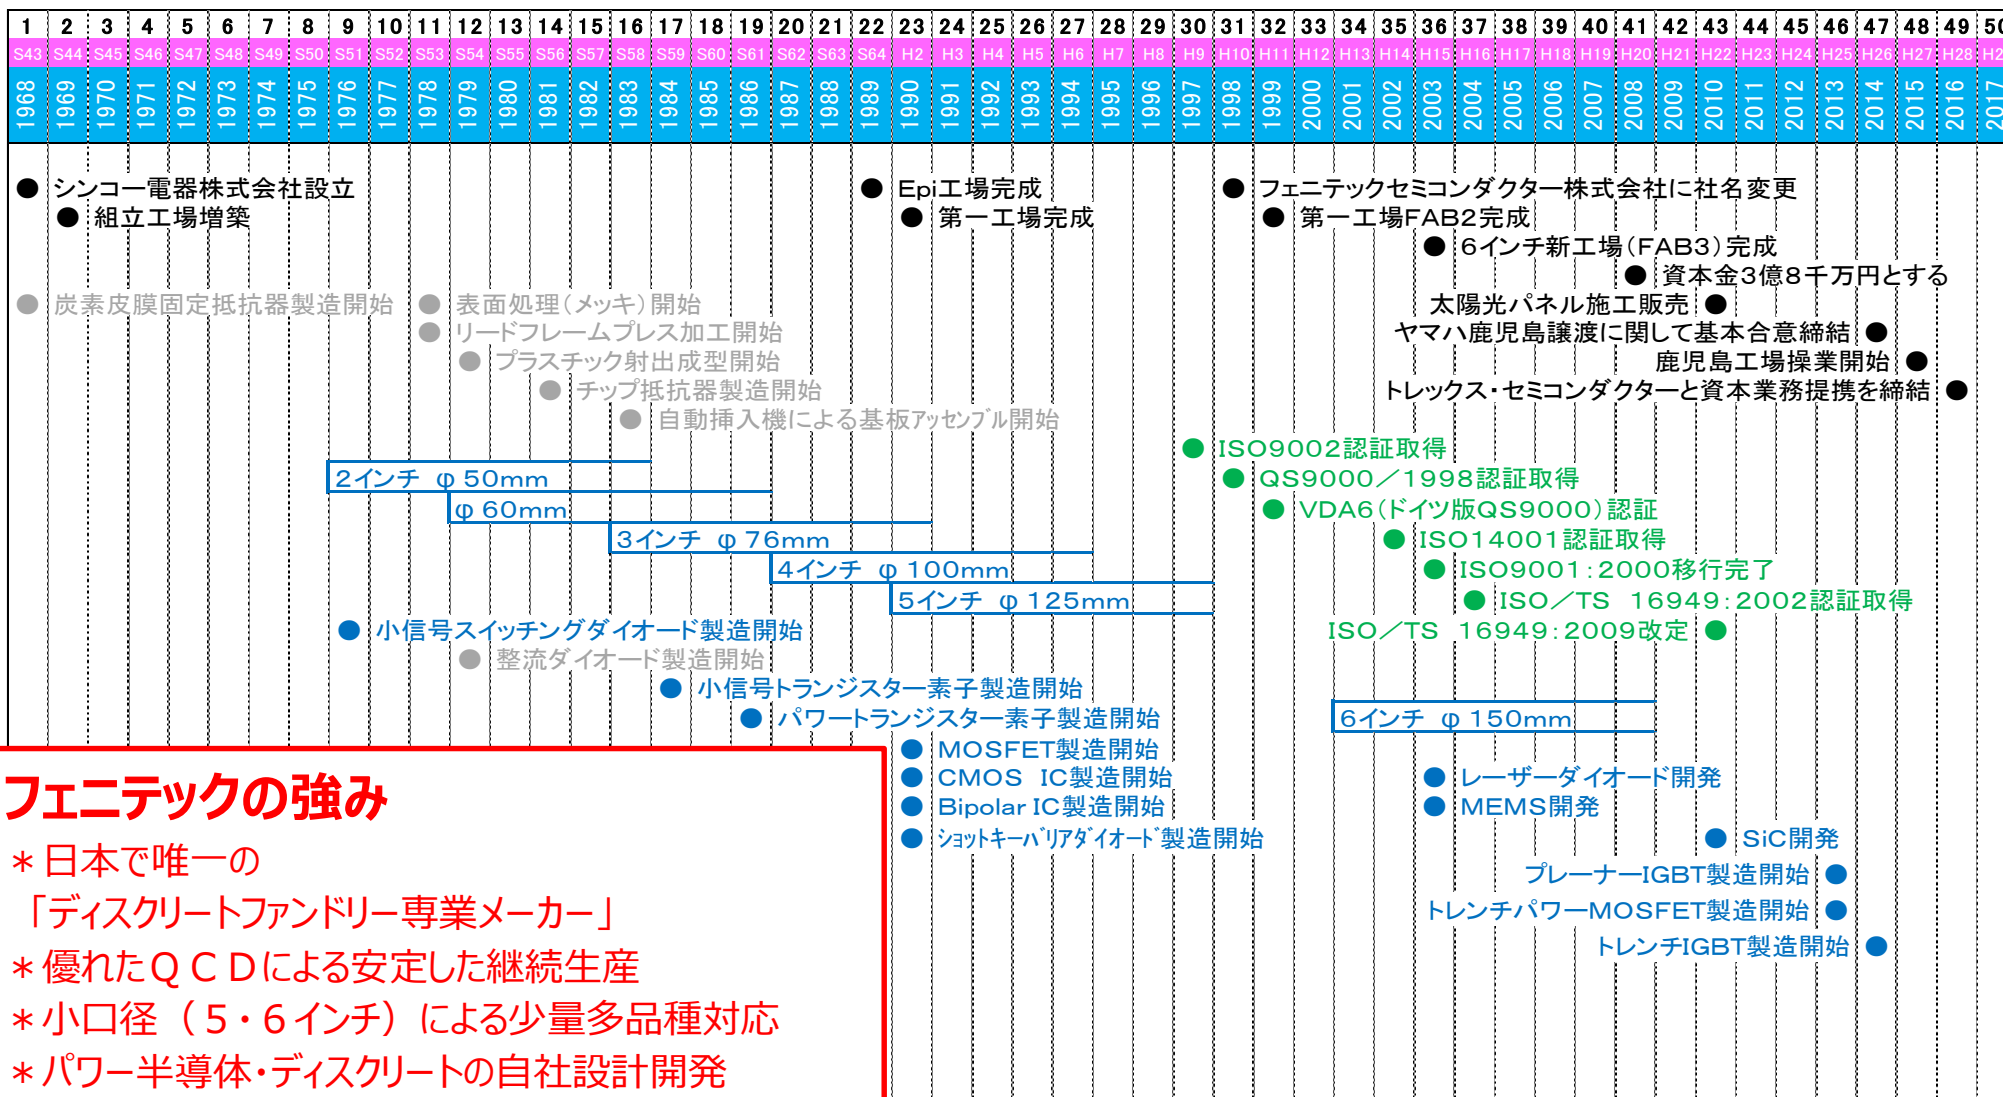 1 2 3 4 5 6 7 8 9 10 11 12 13 14 15 16 17 18 19 20 21 22 23 24 25 26 27 28 29 30 31 32 33 34 35 36 37 38 39 40 41 42 43 44 45 46 47 48 49 50
S43 S44 S45 S46 S47 S48 S49 S50 S51 S52 S53 S54 S55 S56 S57 S58 S59 S60 S61 S62 S63 S64 H2 H3 H4 H5 H6 H7 H8 H9 H10 H11 H12 H13 H14 H15 H16 H17 H18 H19 H20 H21 H22 H23 H24 H25 H26 H27 H28
1968 1969 1970 1971 1972 1973 1974 1975 1976 1977 1978 1979 1980 1981 1982 1983 1984 1985 1986 1987 1988 1989 1990 1991 1992 1993 1994 1995 1996 1997 1998 1999 2000 2001 2002 2003 2004 2005 2006 2007 2008 2009 2010 2011 2012 2013 2014 2015 2016 2017
● シンコー電器株式会社設立 ● Epi工場完成 ● フェニテックセミコンダクター株式会社に社名変更
● 組立工場増築 ● 第一工場完成 ● 第一工場FAB2完成
● 6インチ新工場(FAB3)完成
● 資本金3億8千万円とする
● 炭素皮膜固定抵抗器製造開始 ● 表面処理(メッキ)開始 太陽光パネル施工販売 ●
● リードフレームプレス加工開始 ヤマハ鹿児島譲渡に関して基本合意締結 ●
● プラスチック射出成型開始 鹿児島工場操業開始 ●
● チップ抵抗器製造開始 トレックス・セミコンダクターと資本業務提携を締結 ●
● 自動挿入機による基板アッセンブル開始
● ISO9002認証取得
2インチ φ50mm ● QS9000/1998認証取得
φ60mm ● VDA6(ドイツ版QS9000)認証
3インチ φ76mm ● ISO14001認証取得
4インチ φ100mm ● ISO9001:2000移行完了
5インチ φ125mm ● ISO/TS 16949:2002認証取得
● 小信号スイッチングダイオード製造開始 ISO/TS 16949:2009改定 ●
● 整流ダイオード製造開始
● 小信号トランジスター素子製造開始
● パワートランジスター素子製造開始 6インチ φ150mm
● MOSFET製造開始
● CMOS IC製造開始 ● レーザーダイオード開発
● Bipolar IC製造開始 ● MEMS開発
● ショットキーバリアダイオード製造開始 ● SiC開発
プレーナーIGBT製造開始 ●
トレンチパワーMOSFET製造開始 ●
トレンチIGBT製造開始 ●
フェニテックの強み
*日本で唯一の
「ディスクリートファンドリー専業メーカー」
*優れたQCDによる安定した継続生産
*小口径(5・6インチ)による少量多品種対応
*パワー半導体・ディスクリートの自社設計開発